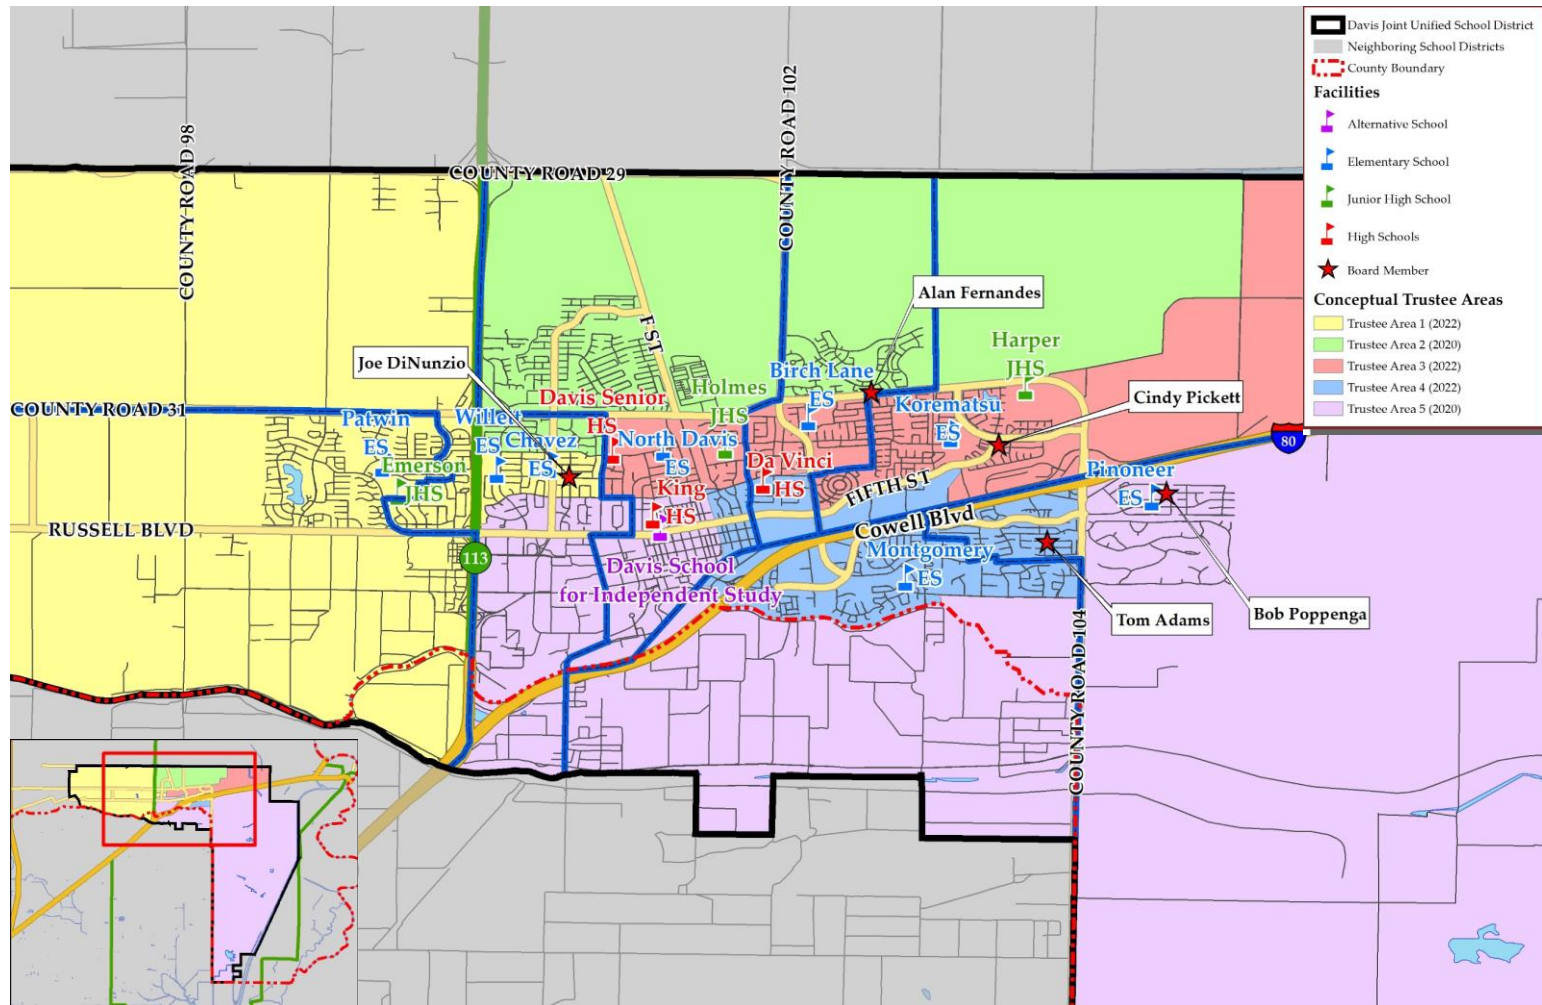 Davis Joint Unified School District
Neighboring School Districts
County Boundary
Facilities
Alternative School
Elementary School
Junior High School
High Schools
Board Member
Conceptual Trustee Areas
Trustee Area 1 (2022)
Trustee Area 2 (2020)
Trustee Area 3 (2022)
Trustee Area 4 (2022)
Trustee Area 5 (2020)
COUNTY ROAD 98
COUNTY ROAD 29
COUNTY ROAD 102
F ST
Alan Fernandes
Joe DiNunzio
Harper
JHS
Cindy Pickett
Birch Lane
ES
Holmes
JHS
Davis Senior
HS
COUNTY ROAD 31
Patwin
ES
Willett
ES
Chavez
ES
North Davis
ES
Korematsu
ES
80
Emerson
JHS
Da Vinci
HS
King
HS
FIFTH ST
Pinoneer
ES
RUSSELL BLVD
Cowell Blvd
113
Davis School
for Independent Study
Montgomery
ES
Tom Adams
Bob Poppenga
COUNTY ROAD 104